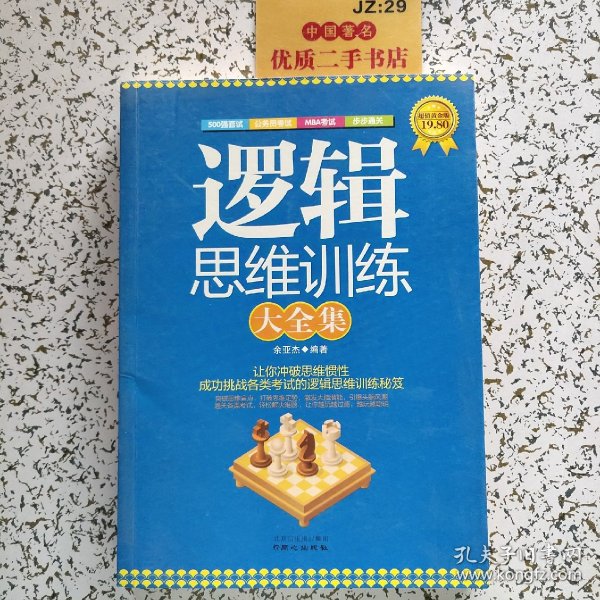 JZ:29
中国著名
优质二手书店
500强面试 公务员考试 MBA考试 步步通关
超值黄金版
19.80
逻辑
思维训练
大全集
余亚杰◆编著
让你冲破思维惯性
成功挑战各类考试的逻辑思维训练秘笈
孔夫子旧书网
www.kongfz.com